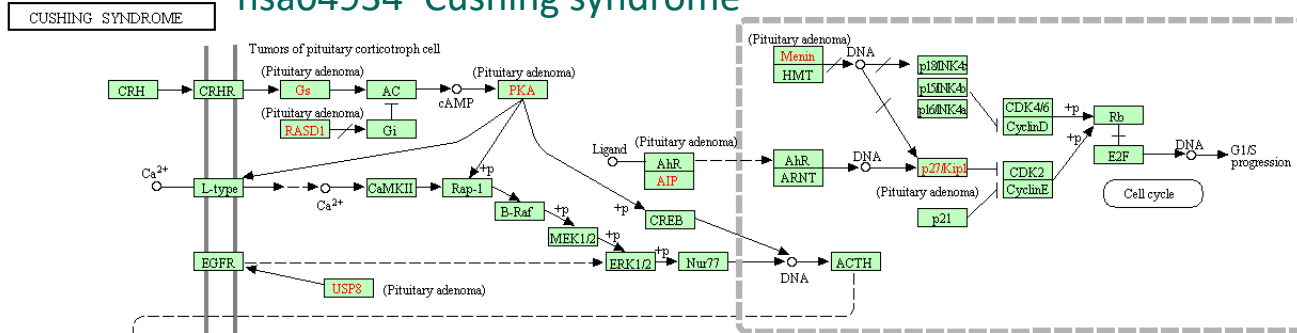 hsa04934 Cushing syndrome
CUSHING SYNDROME
Tumors of pituitary corticotroph cell
(Pituitary adenoma)
(Pituitary adenoma)
CRH
CRHR
Gs
AC
cAMP
PKA
(Pituitary adenoma)
RASD1
Gi
Ca2+
L-type
Ca2+
CaMKII
+p
Rap-1
B-Raf
+p
MEK1/2
+p
ERK1/2
+p
Nur77
+p
CREB
DNA
ACTH
EGFR
USP8
(Pituitary adenoma)
(Pituitary adenoma)
Ligand
AhR
AIP
AhR
ARNT
DNA
p27/Kip1
(Pituitary adenoma)
p21
(Pituitary adenoma)
Menin
HMT
DNA
p18INK4c
p15INK4b
p16INK4a
CDK4/6
CyclinD
+p
CDK2
CyclinE
+p
Rb
E2F
DNA
G1/S
progression
Cell cycle